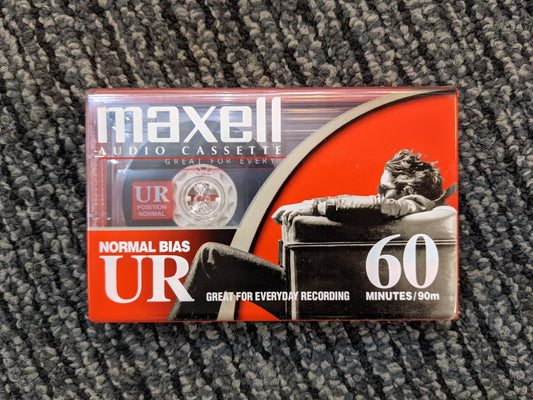 maxell
AUDIO CASSETTE
GREAT FOR EVERY
UR
POSITION
NORMAL
NORMAL BIAS
UR
GREAT FOR EVERYDAY RECORDING
60
MINUTES/90m